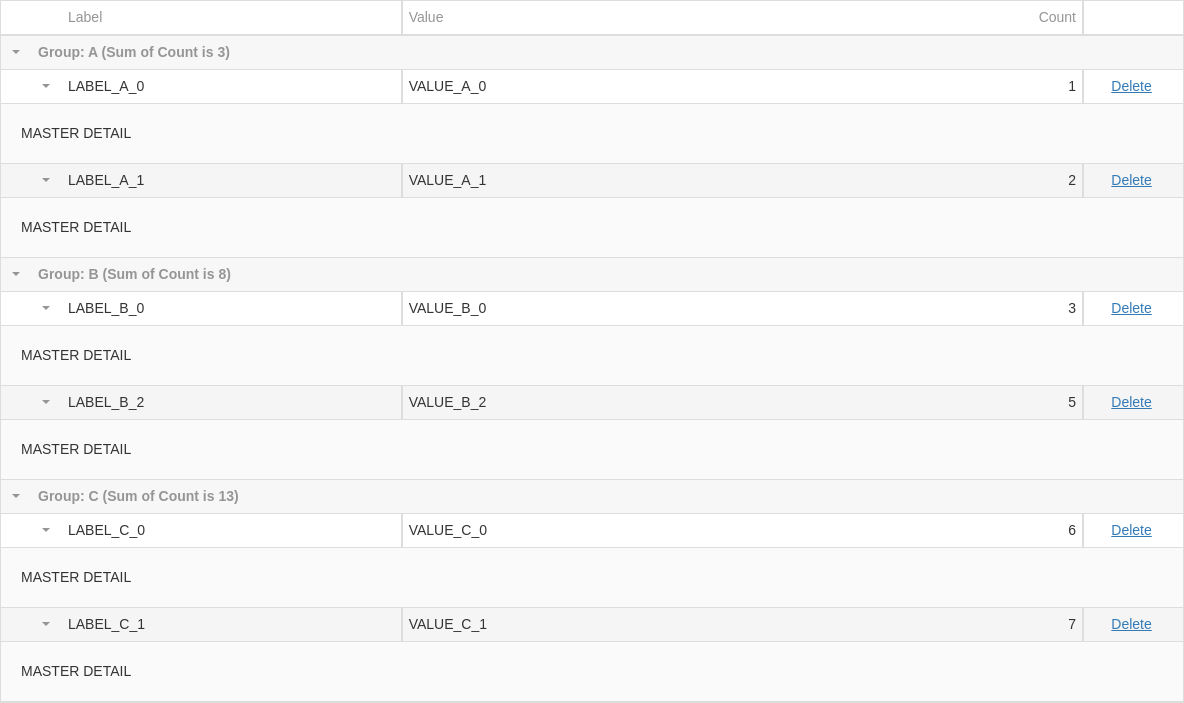 Label Value Count
Group: A (Sum of Count is 3)
LABEL_A_0 VALUE_A_0 1 Delete
MASTER DETAIL
LABEL_A_1 VALUE_A_1 2 Delete
MASTER DETAIL
Group: B (Sum of Count is 8)
LABEL_B_0 VALUE_B_0 3 Delete
MASTER DETAIL
LABEL_B_2 VALUE_B_2 5 Delete
MASTER DETAIL
Group: C (Sum of Count is 13)
LABEL_C_0 VALUE_C_0 6 Delete
MASTER DETAIL
LABEL_C_1 VALUE_C_1 7 Delete
MASTER DETAIL